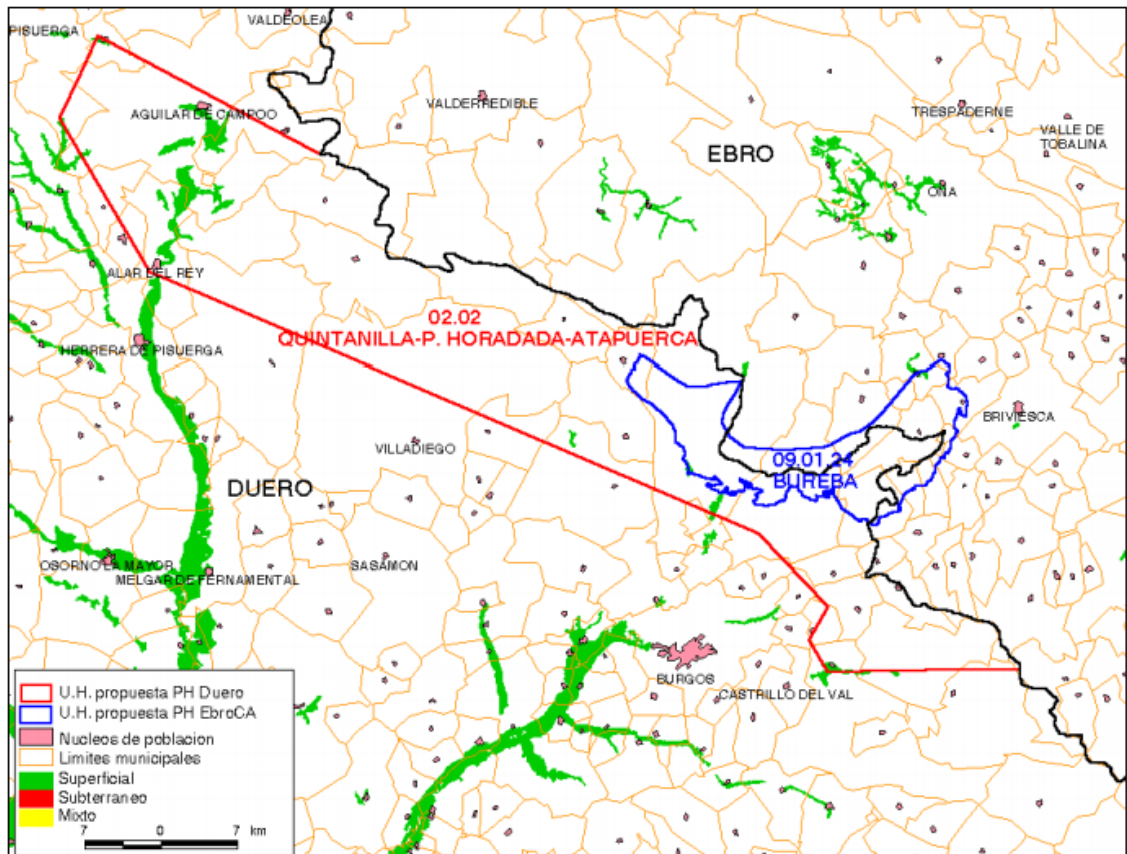 VALDEOLEA
PISUERGA
AGUILAR DE CAMPOO
VALDERREDIBLE
TRESPADERNE
VALLE DE
TOBALINA
EBRO
OÑA
ALAR DEL REY
02.02
QUINTANILLA-P. HORADADA-ATAPUERCA
HERRERA DE PISUERGA
BRIVIESCA
VILLADIEGO
09.01.24
BUREBA
DUERO
OSORNO LA MAYOR
MELGAR DE FERNAMENTAL
SASAMON
BURGOS
CASTRILLO DEL VAL
U.H. propuesta PH Duero
U.H. propuesta PH EbroCA
Nucleos de poblacion
Limites municipales
Superficial
Subterraneo
Mixto
7 0 7 km